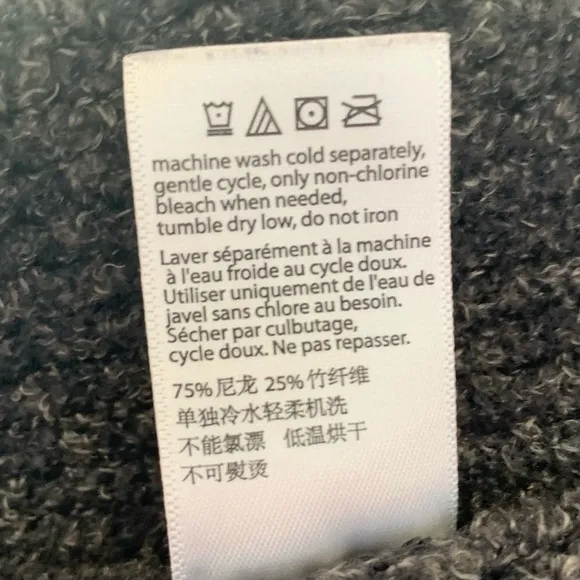 machine wash cold separately,
gentle cycle, only non-chlorine
bleach when needed,
tumble dry low, do not iron
Laver séparément à la machine
à l'eau froide au cycle doux.
Utiliser uniquement de l'eau de
javel sans chlore au besoin.
Sécher par culbutage,
cycle doux. Ne pas repasser.
75%尼龙 25%竹纤维
单独冷水轻柔机洗
不能氯漂 低温烘干
不可熨烫